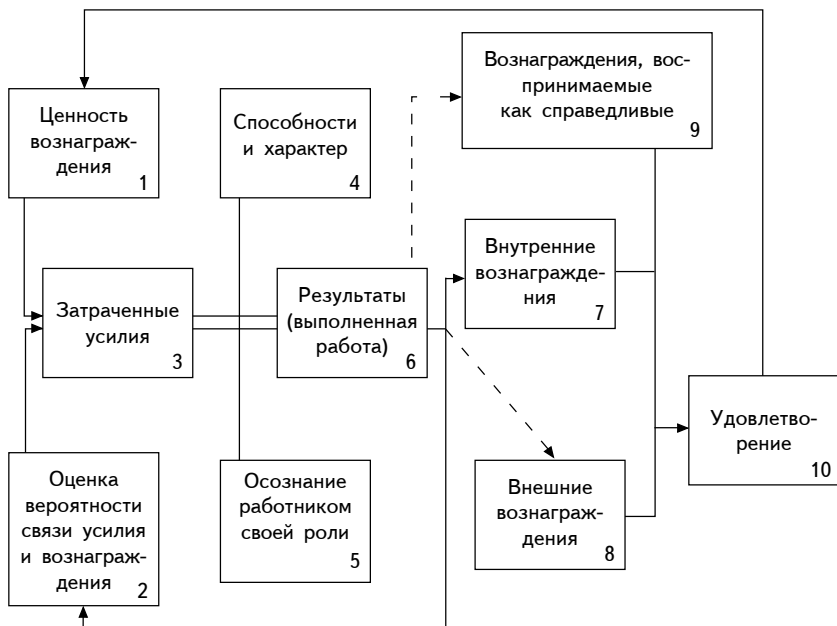 Ценность
вознаграж-
дения
1
Способности
и характер
4
Вознаграждения, вос-
принимаемые
как справедливые
9
Затраченные
усилия
3
Результаты
(выполненная
работа)
6
Внутренние
вознагражде-
ния
7
Оценка
вероятности
связи усилия
и вознаграж-
дения
2
Осознание
работником
своей роли
5
Внешние
вознаграж-
дения
8
Удовлетво-
рение
10